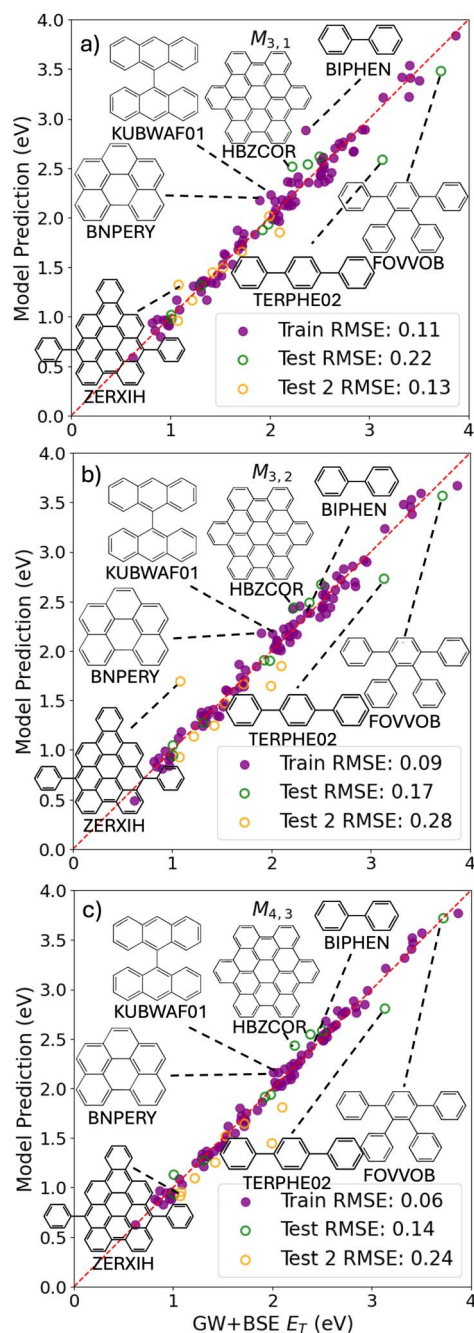 a)
M3,1
BIPHEN
KUBWAF01
HBZCOR
BNPERY
FOVVOB
TERPHE02
ZERXIH
Train RMSE: 0.11
Test RMSE: 0.22
Test 2 RMSE: 0.13
Model Prediction (eV)
4.0
3.5
3.0
2.5
2.0
1.5
1.0
0.5
0.0
0 1 2 3 4
b)
M3,2
BIPHEN
KUBWAF01
HBZCOR
BNPERY
FOVVOB
TERPHE02
ZERXIH
Train RMSE: 0.09
Test RMSE: 0.17
Test 2 RMSE: 0.28
Model Prediction (eV)
4.0
3.5
3.0
2.5
2.0
1.5
1.0
0.5
0.0
0 1 2 3 4
c)
M4,3
BIPHEN
KUBWAF01
HBZCOR
BNPERY
FOVVOB
TERPHE02
ZERXIH
Train RMSE: 0.06
Test RMSE: 0.14
Test 2 RMSE: 0.24
Model Prediction (eV)
4.0
3.5
3.0
2.5
2.0
1.5
1.0
0.5
0.0
0 1 2 3 4
GW+BSE ET (eV)